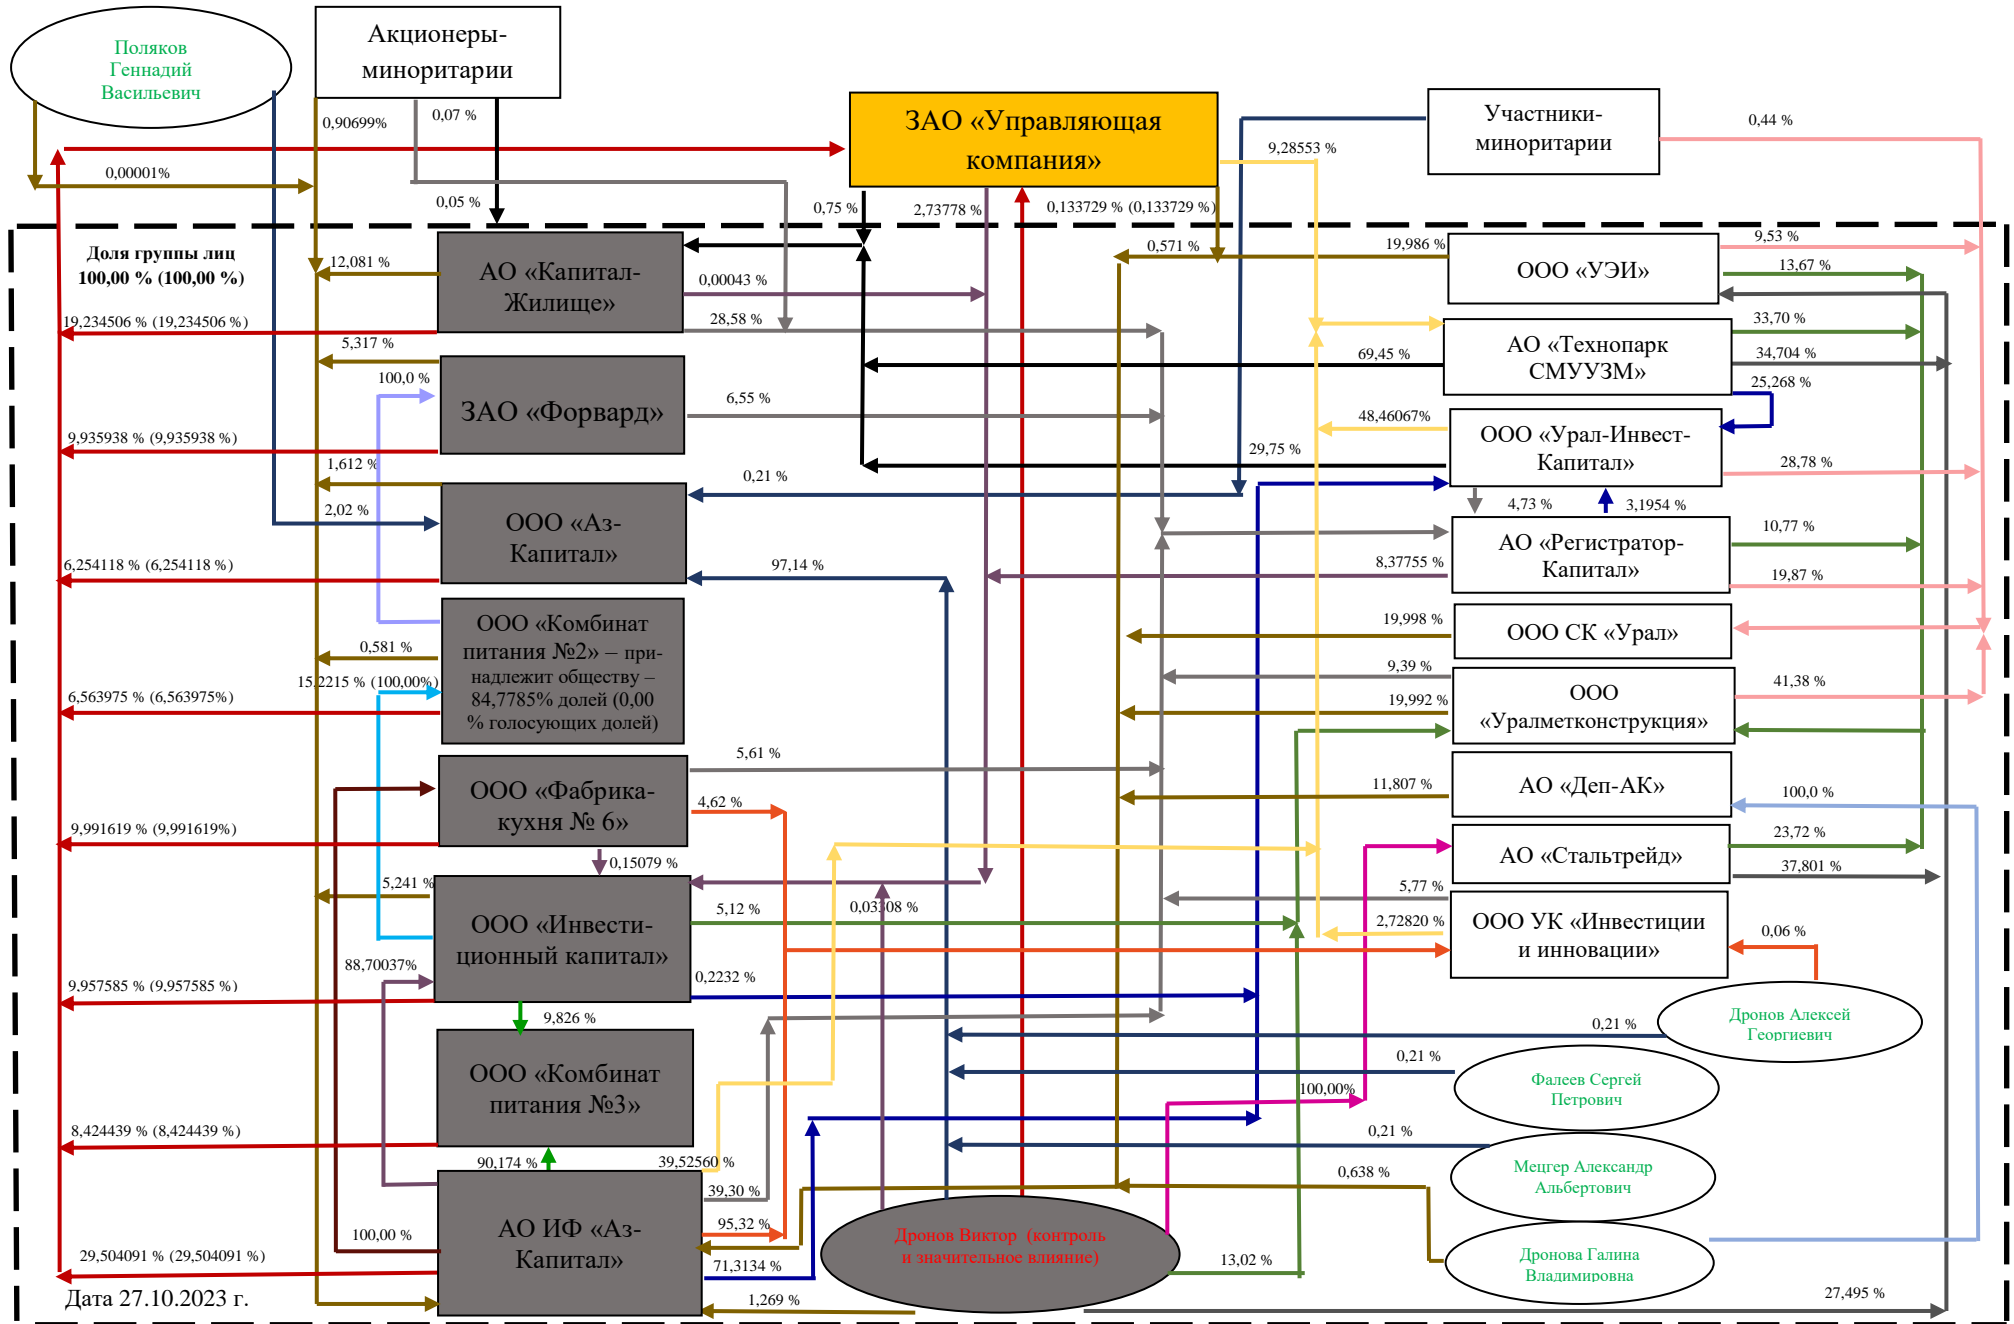 Поляков
Геннадий
Васильевич
Акционеры-
миноритарии
ЗАО «Управляющая
компания»
Участники-
миноритарии
0,44 %
0,90699%
0,07 %
9,28553 %
0,00001%
0,05 %
0,75 %
2,73778 %
0,133729 % (0,133729 %)
Доля группы лиц
100,00 % (100,00 %)
12,081 %
АО «Капитал-
Жилище»
0,00043 %
28,58 %
19,234506 % (19,234506 %)
0,571 %
19,986 %
ООО «УЭИ»
9,53 %
13,67 %
5,317 %
100,0 %
ЗАО «Форвард»
6,55 %
9,935938 % (9,935938 %)
69,45 %
АО «Технопарк
СМУУЗМ»
33,70 %
34,704 %
25,268 %
48,46067%
29,75 %
ООО «Урал-Инвест-
Капитал»
28,78 %
1,612 %
0,21 %
2,02 %
ООО «Аз-
Капитал»
97,14 %
6,254118 % (6,254118 %)
4,73 %
3,1954 %
АО «Регистратор-
Капитал»
10,77 %
19,87 %
8,37755 %
0,581 %
15,2215 % (100,00%)
ООО «Комбинат
питания №2» – при-
надлежит обществу –
84,7785% долей (0,00
% голосующих долей)
6,563975 % (6,563975%)
19,998 %
ООО СК «Урал»
9,39 %
19,992 %
ООО
«Уралметконструкция»
41,38 %
5,61 %
ООО «Фабрика-
кухня № 6»
4,62 %
9,991619 % (9,991619%)
0,15079 %
11,807 %
АО «Деп-АК»
100,0 %
АО «Стальтрейд»
23,72 %
37,801 %
5,241 %
ООО «Инвести-
ционный капитал»
5,12 %
0,03308 %
0,2232 %
88,70037%
9,957585 % (9,957585 %)
5,77 %
2,72820 %
ООО УК «Инвестиции
и инновации»
0,06 %
9,826 %
ООО «Комбинат
питания №3»
8,424439 % (8,424439 %)
90,174 %
0,21 %
Дронов Алексей
Георгиевич
0,21 %
Фалеев Сергей
Петрович
100,00%
0,21 %
Мецгер Александр
Альбертович
39,52560 %
39,30 %
95,32 %
АО ИФ «Аз-
Капитал»
100,00 %
71,3134 %
29,504091 % (29,504091 %)
0,638 %
Дронов Виктор (контроль
и значительное влияние)
13,02 %
Дронова Галина
Владимировна
1,269 %
27,495 %
Дата 27.10.2023 г.